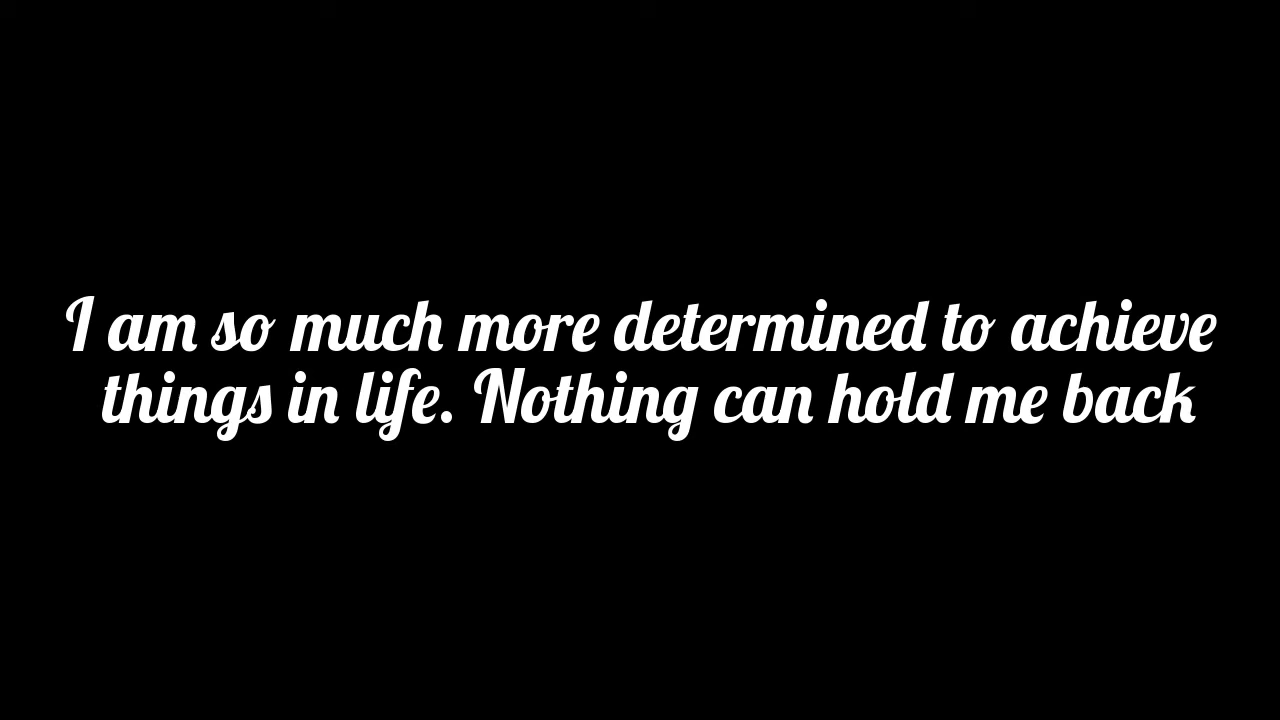 I am so much more determined to achieve
things in life. Nothing can hold me back